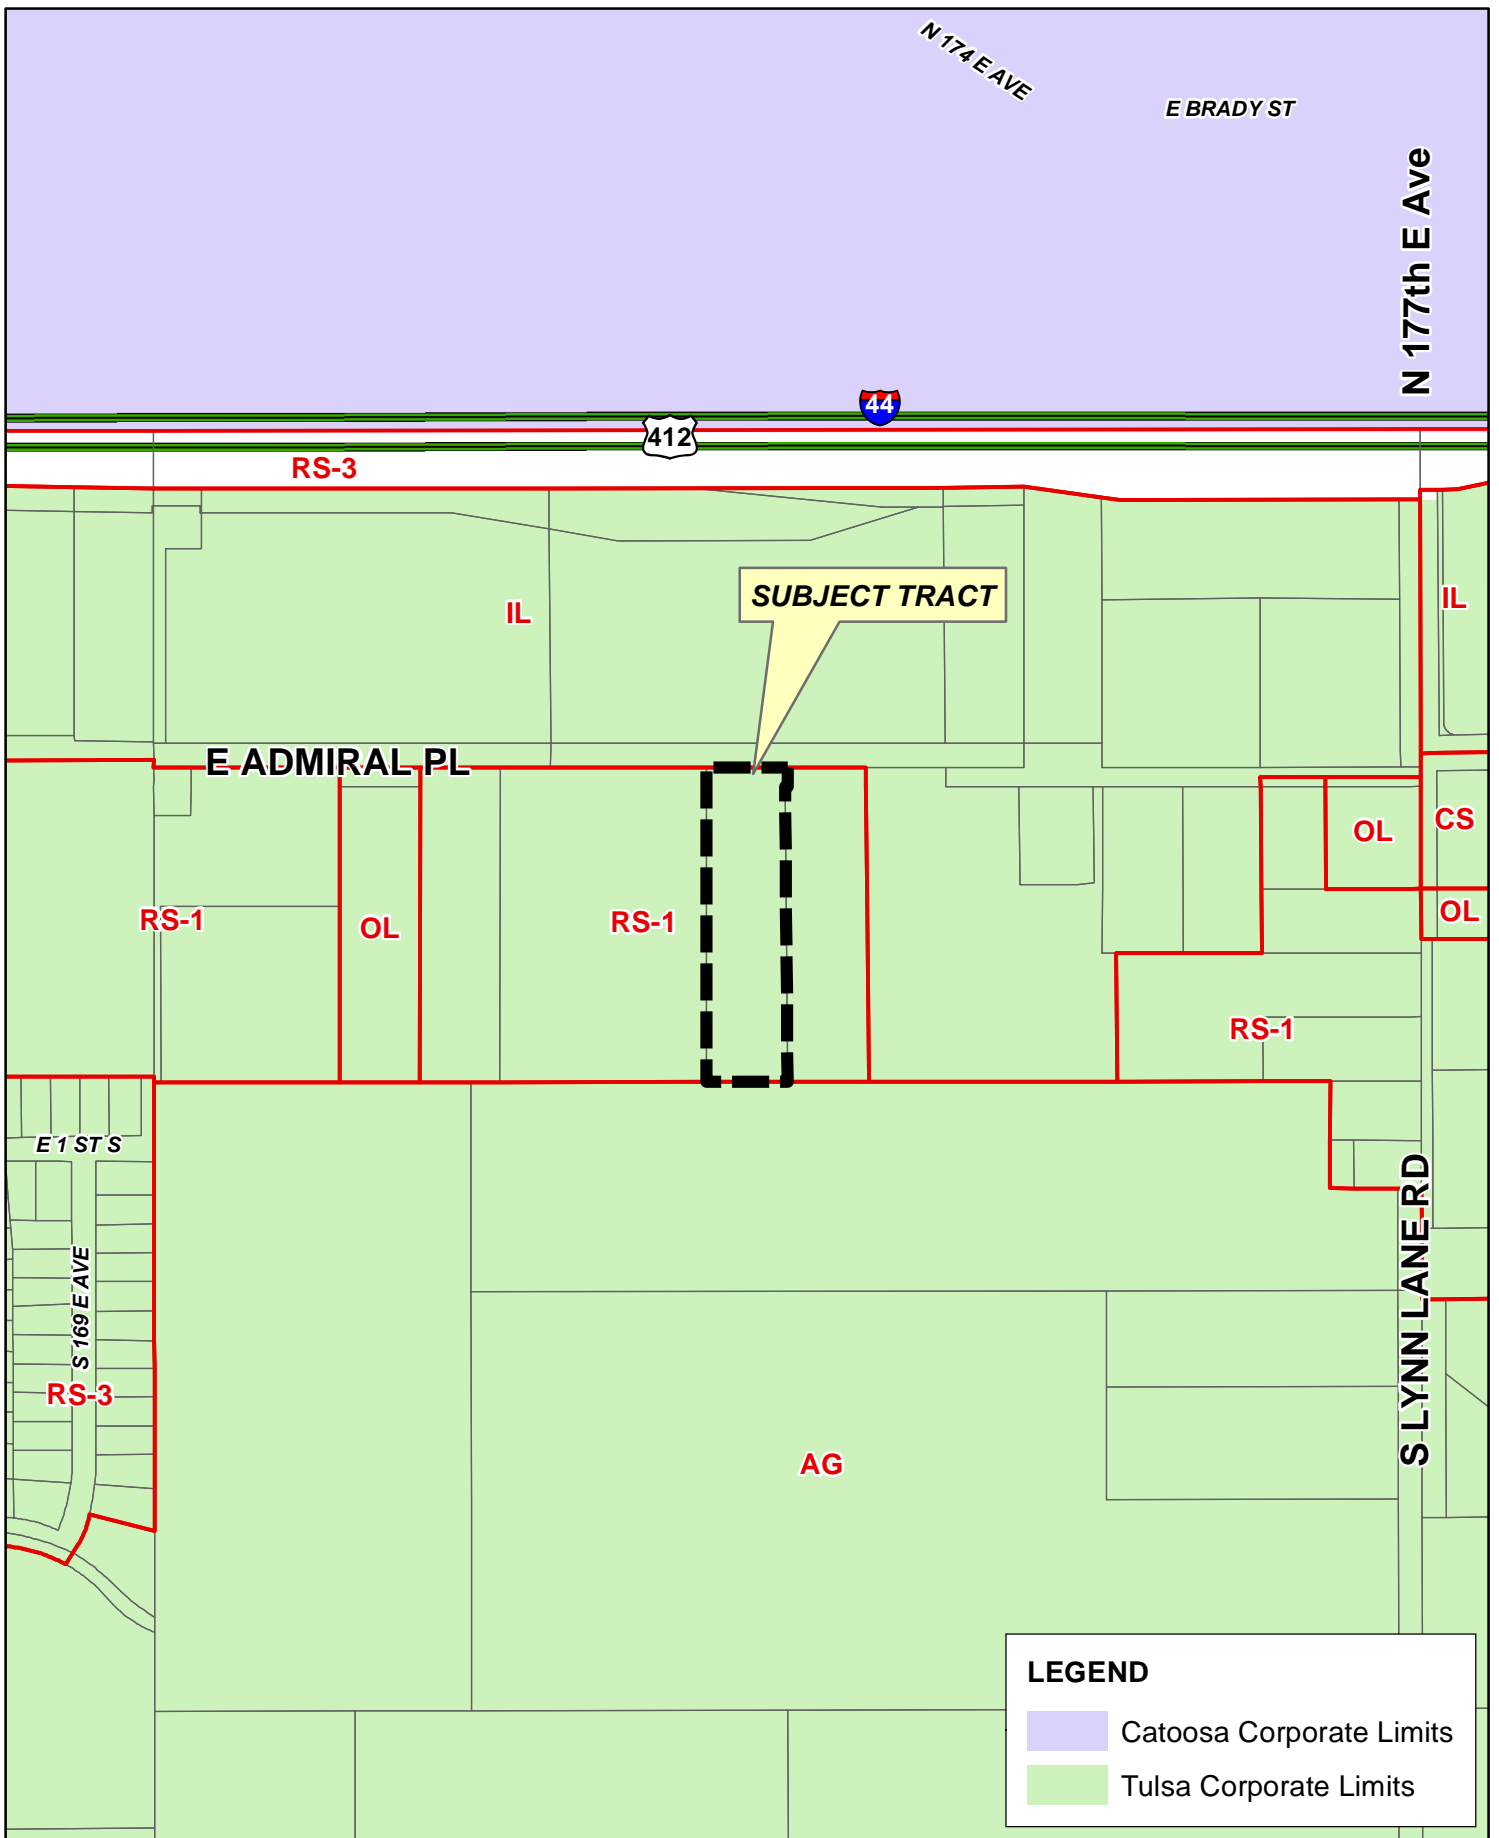 N 174 E AVE
E BRADY ST
N 177th E Ave
44
412
RS-3
IL
SUBJECT TRACT
IL
E ADMIRAL PL
OL
CS
RS-1
OL
RS-1
OL
RS-1
E 1 ST S
S 169 E AVE
S LYNN LANE RD
RS-3
AG
LEGEND
Catoosa Corporate Limits
Tulsa Corporate Limits